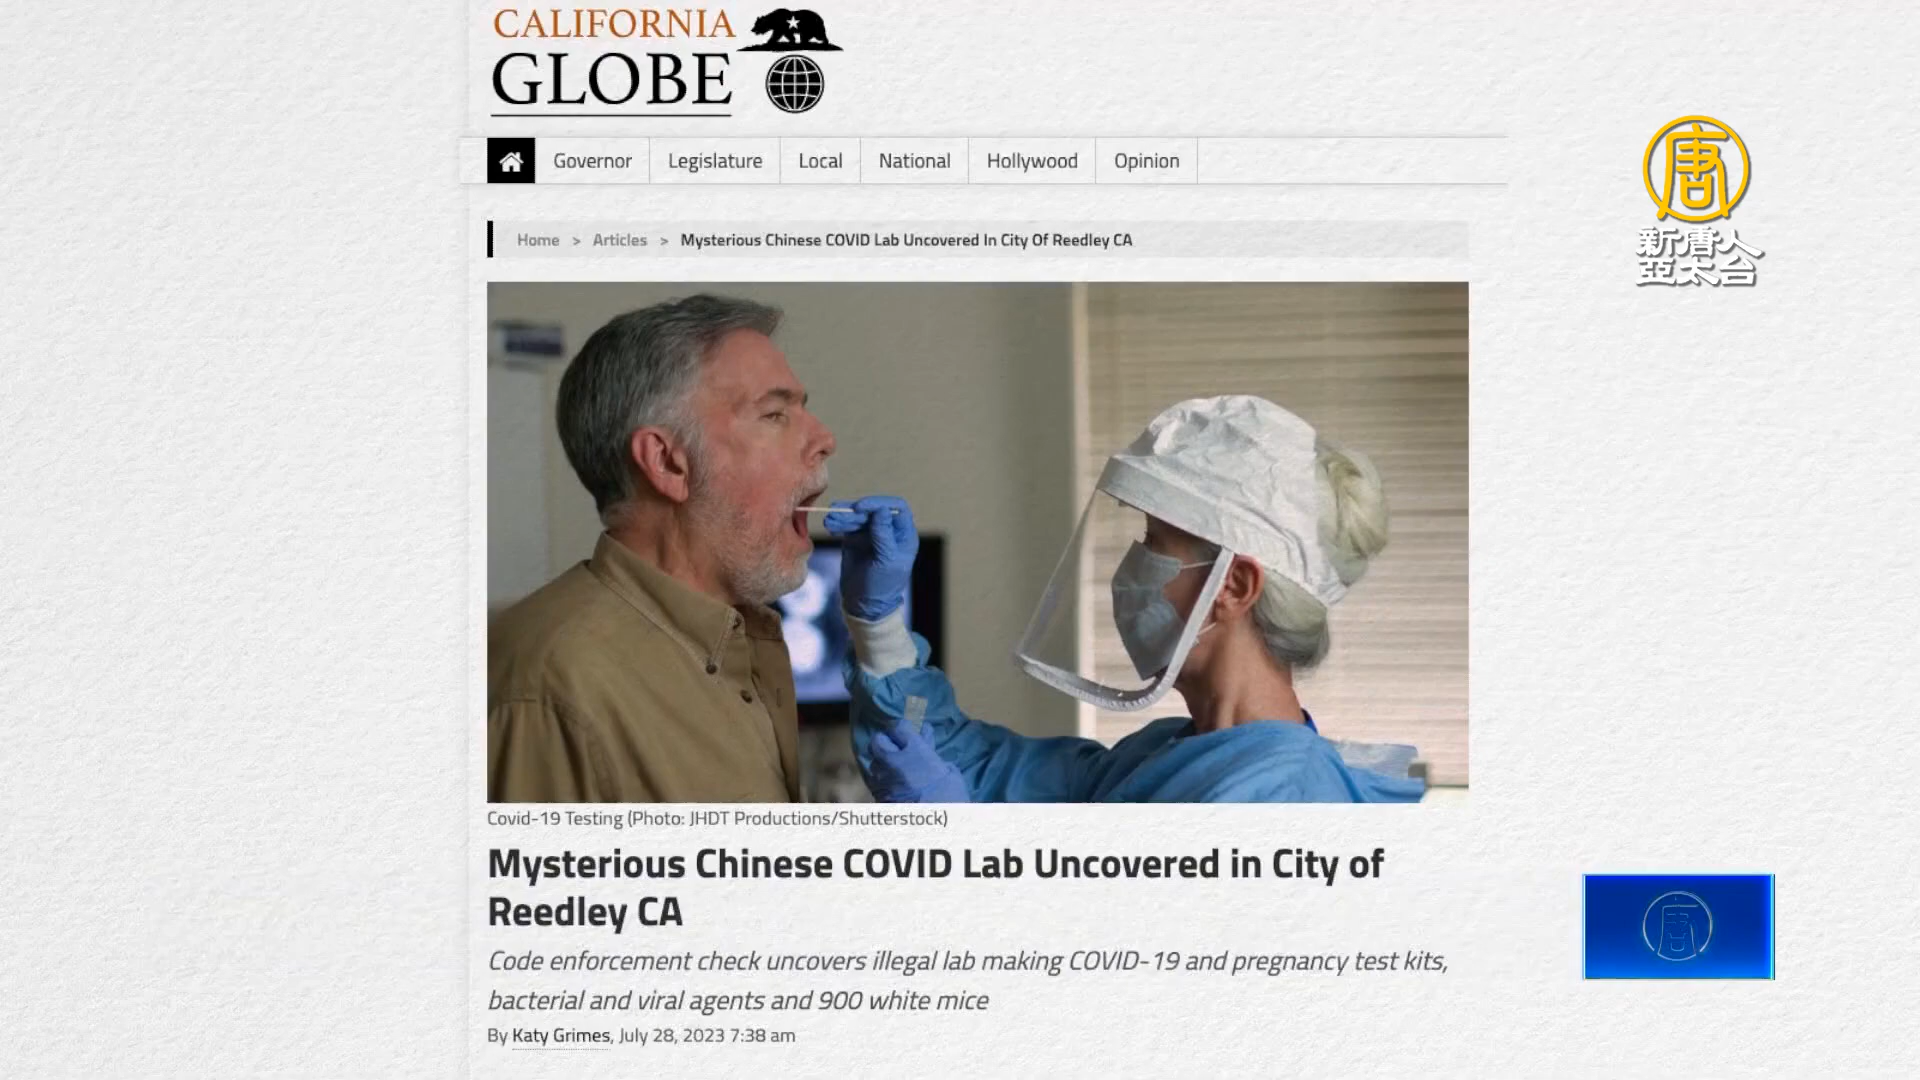 CALIFORNIA
GLOBE
Governor Legislature Local National Hollywood Opinion
Home > Articles > Mysterious Chinese COVID Lab Uncovered In City Of Reedley CA
唐
新唐人
亞太台
Covid-19 Testing (Photo: JHDT Productions/Shutterstock)
Mysterious Chinese COVID Lab Uncovered in City of
Reedley CA
Code enforcement check uncovers illegal lab making COVID-19 and pregnancy test kits,
bacterial and viral agents and 900 white mice
By Katy Grimes, July 28, 2023 7:38 am
唐